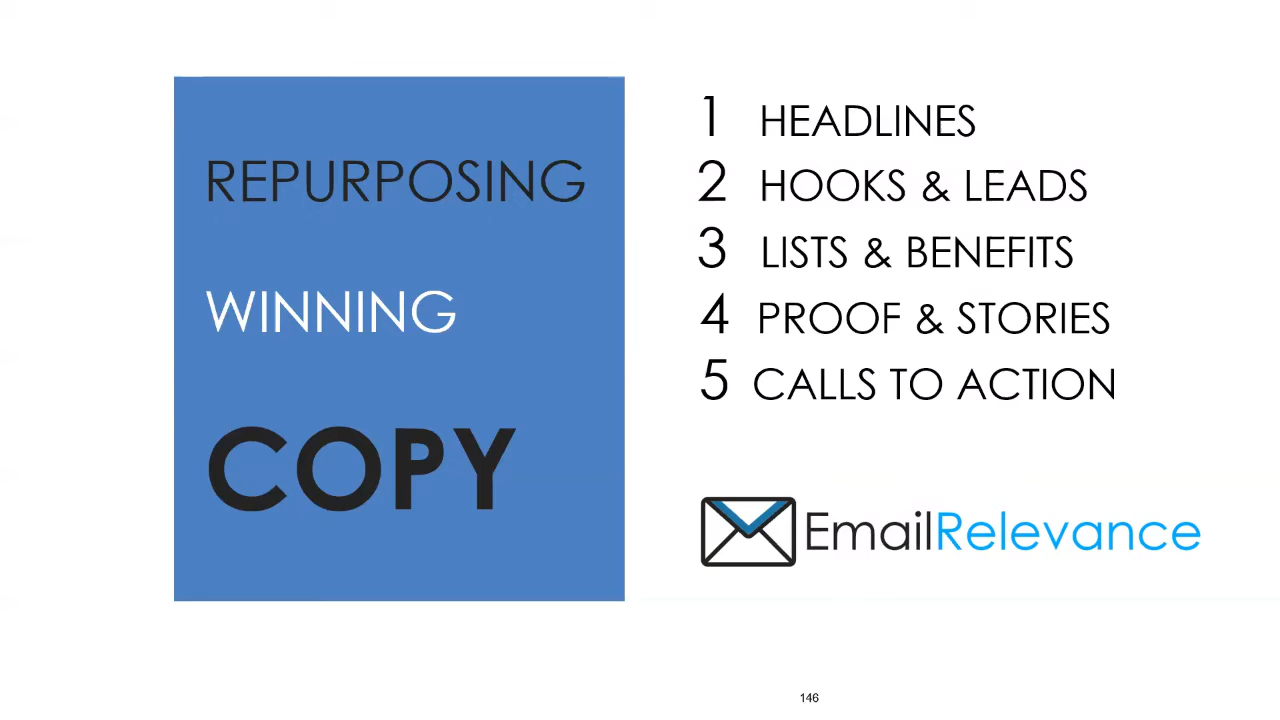 REPURPOSING
WINNING
COPY
1 HEADLINES
2 HOOKS & LEADS
3 LISTS & BENEFITS
4 PROOF & STORIES
5 CALLS TO ACTION
EmailRelevance
146